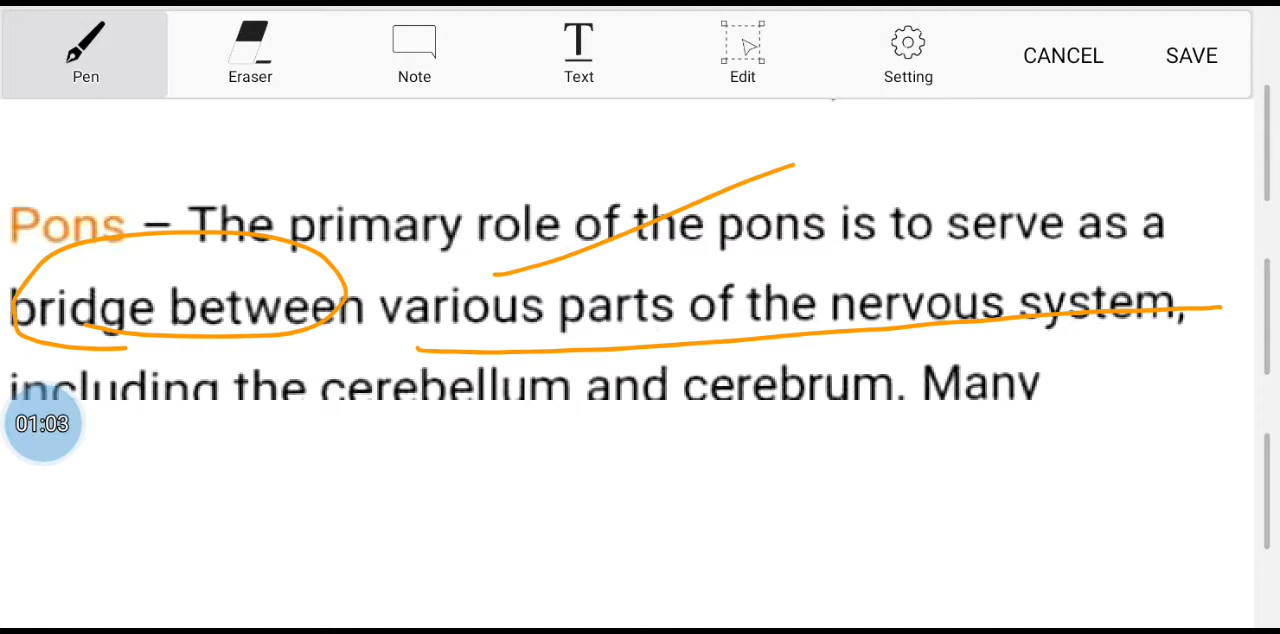 Pen
Eraser
Note
Text
Edit
Setting
CANCEL
SAVE
Pons – The primary role of the pons is to serve as a
bridge between various parts of the nervous system,
including the cerebellum and cerebrum. Many
01:03